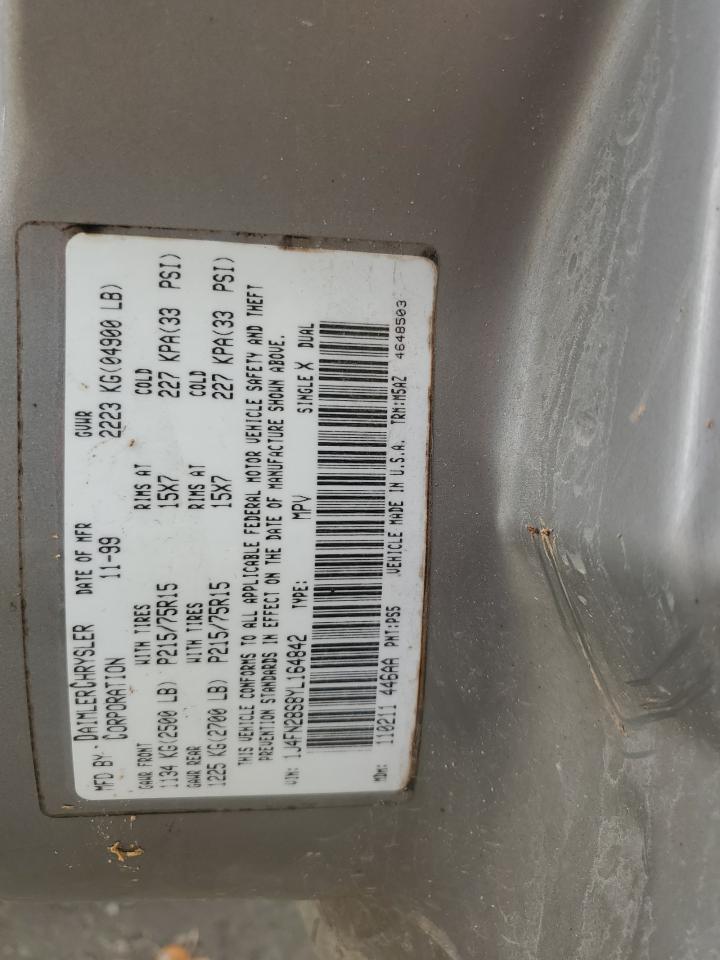 MFD BY: DAIMLERCHRYSLER CORPORATION DATE OF MFR 11-99 GVWR 2223 KG(04900 LB)
GAWR FRONT WITH TIRES RIMS AT COLD
1134 KG(2500 LB) P215/75R15 15X7 227 KPA(33 PSI)
GAWR REAR WITH TIRES RIMS AT COLD
1225 KG(2700 LB) P215/75R15 15X7 227 KPA(33 PSI)
THIS VEHICLE CONFORMS TO ALL APPLICABLE FEDERAL MOTOR VEHICLE SAFETY AND THEFT
PREVENTION STANDARDS IN EFFECT ON THE DATE OF MANUFACTURE SHOWN ABOVE.
VIN: 1J4FN28S8YL164842 TYPE: MPV SINGLE X DUAL
MDH: 110211 446AA PNT:PS5 VEHICLE MADE IN U.S.A. TRM:M5AZ 4648503